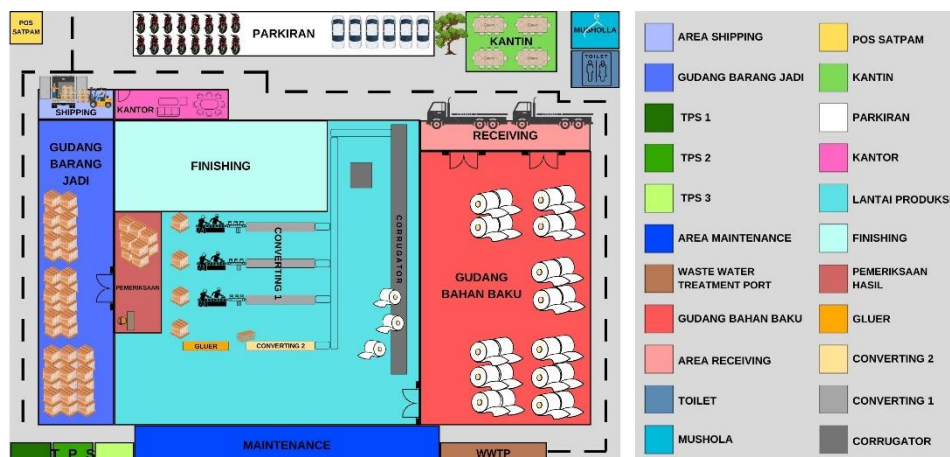 POS
SATPAM
PARKIRAN
KANTIN
MUSHOLLA
TOILET
SHIPPING
KANTOR
RECEIVING
GUDANG
BARANG
JADI
FINISHING
CORRUGATOR
CONVERTING 1
PEMERIKSAAN
GUDANG
BAHAN BAKU
GLUER
CONVERTING 2
MAINTENANCE
T P S
WWTP
AREA SHIPPING
GUDANG BARANG JADI
TPS 1
TPS 2
TPS 3
AREA MAINTENANCE
WASTE WATER
TREATMENT PORT
GUDANG BAHAN BAKU
AREA RECEIVING
TOILET
MUSHOLA
POS SATPAM
KANTIN
PARKIRAN
KANTOR
LANTAI PRODUKSI
FINISHING
PEMERIKSAAN
HASIL
GLUER
CONVERTING 2
CONVERTING 1
CORRUGATOR